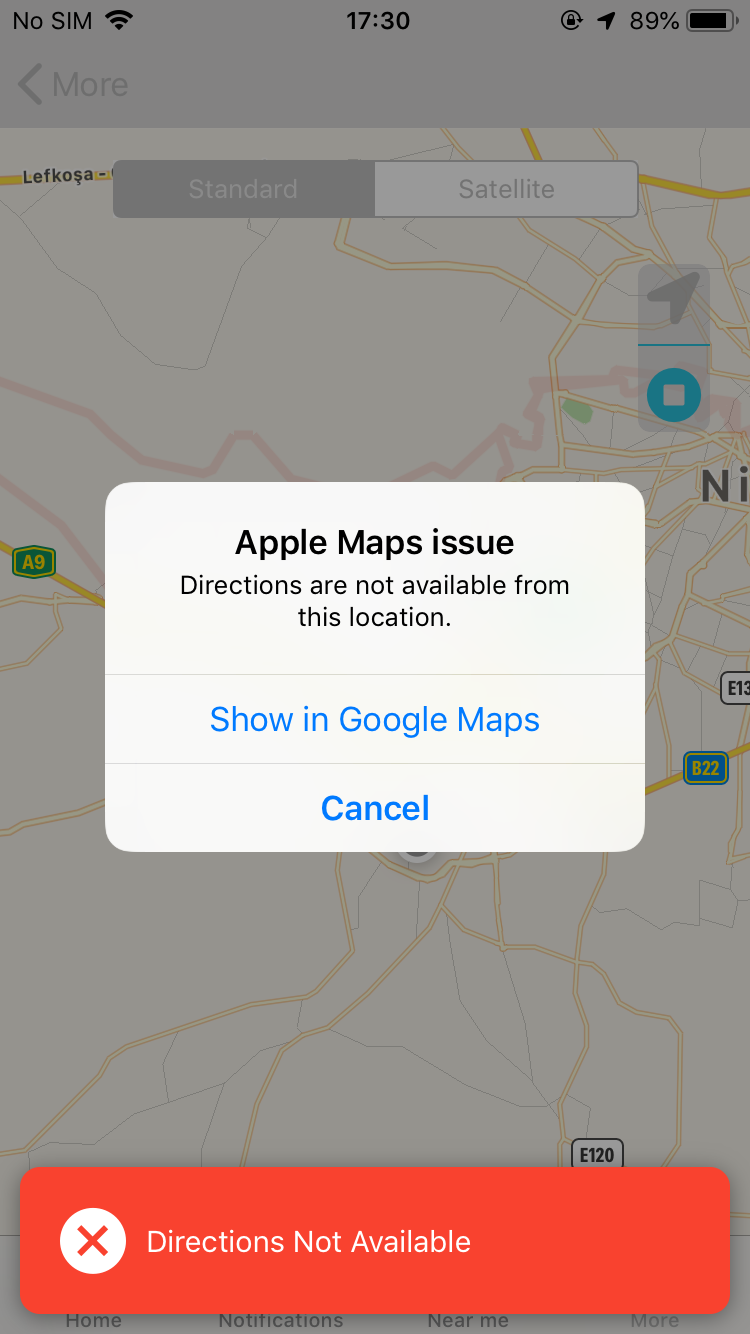 No SIM 17:30 89%
More
Lefkoşa -
Standard Satellite
A9
Ni
Apple Maps issue
Directions are not available from
this location.
Show in Google Maps
E13
B22
Cancel
E120
Directions Not Available
Home Notifications Near me More